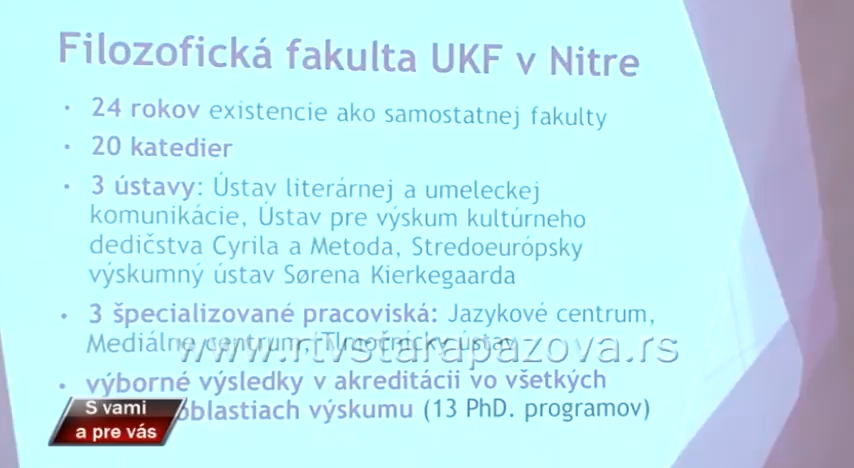 Filozofická fakulta UKF v Nitre
• 24 rokov existencie ako samostatnej fakulty
• 20 katedier
• 3 ústavy: Ústav literárnej a umeleckej
komunikácie, Ústav pre výskum kultúrneho
dedičstva Cyrila a Metoda, Stredoeurópsky
výskumný ústav Sørena Kierkegaarda
• 3 špecializované pracoviská: Jazykové centrum,
Mediálne centrum, Tlmočnícky ústav
www.rtvstarapazova.rs
• výborné výsledky v akreditácii vo všetkých
oblastiach výskumu (13 PhD. programov)
S vami
a pre vás